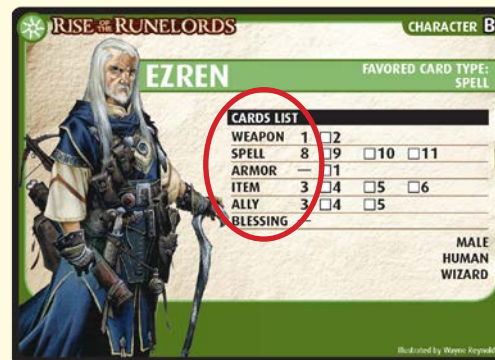 RISE OF THE RUNELORDS
CHARACTER B
EZREN
FAVORED CARD TYPE:
SPELL
CARDS LIST
WEAPON 1 □2
SPELL 8 □9 □10 □11
ARMOR — □1
ITEM 3 □4 □5 □6
ALLY 3 □4 □5
BLESSING —
MALE
HUMAN
WIZARD
Illustrated by Wayne Reynold